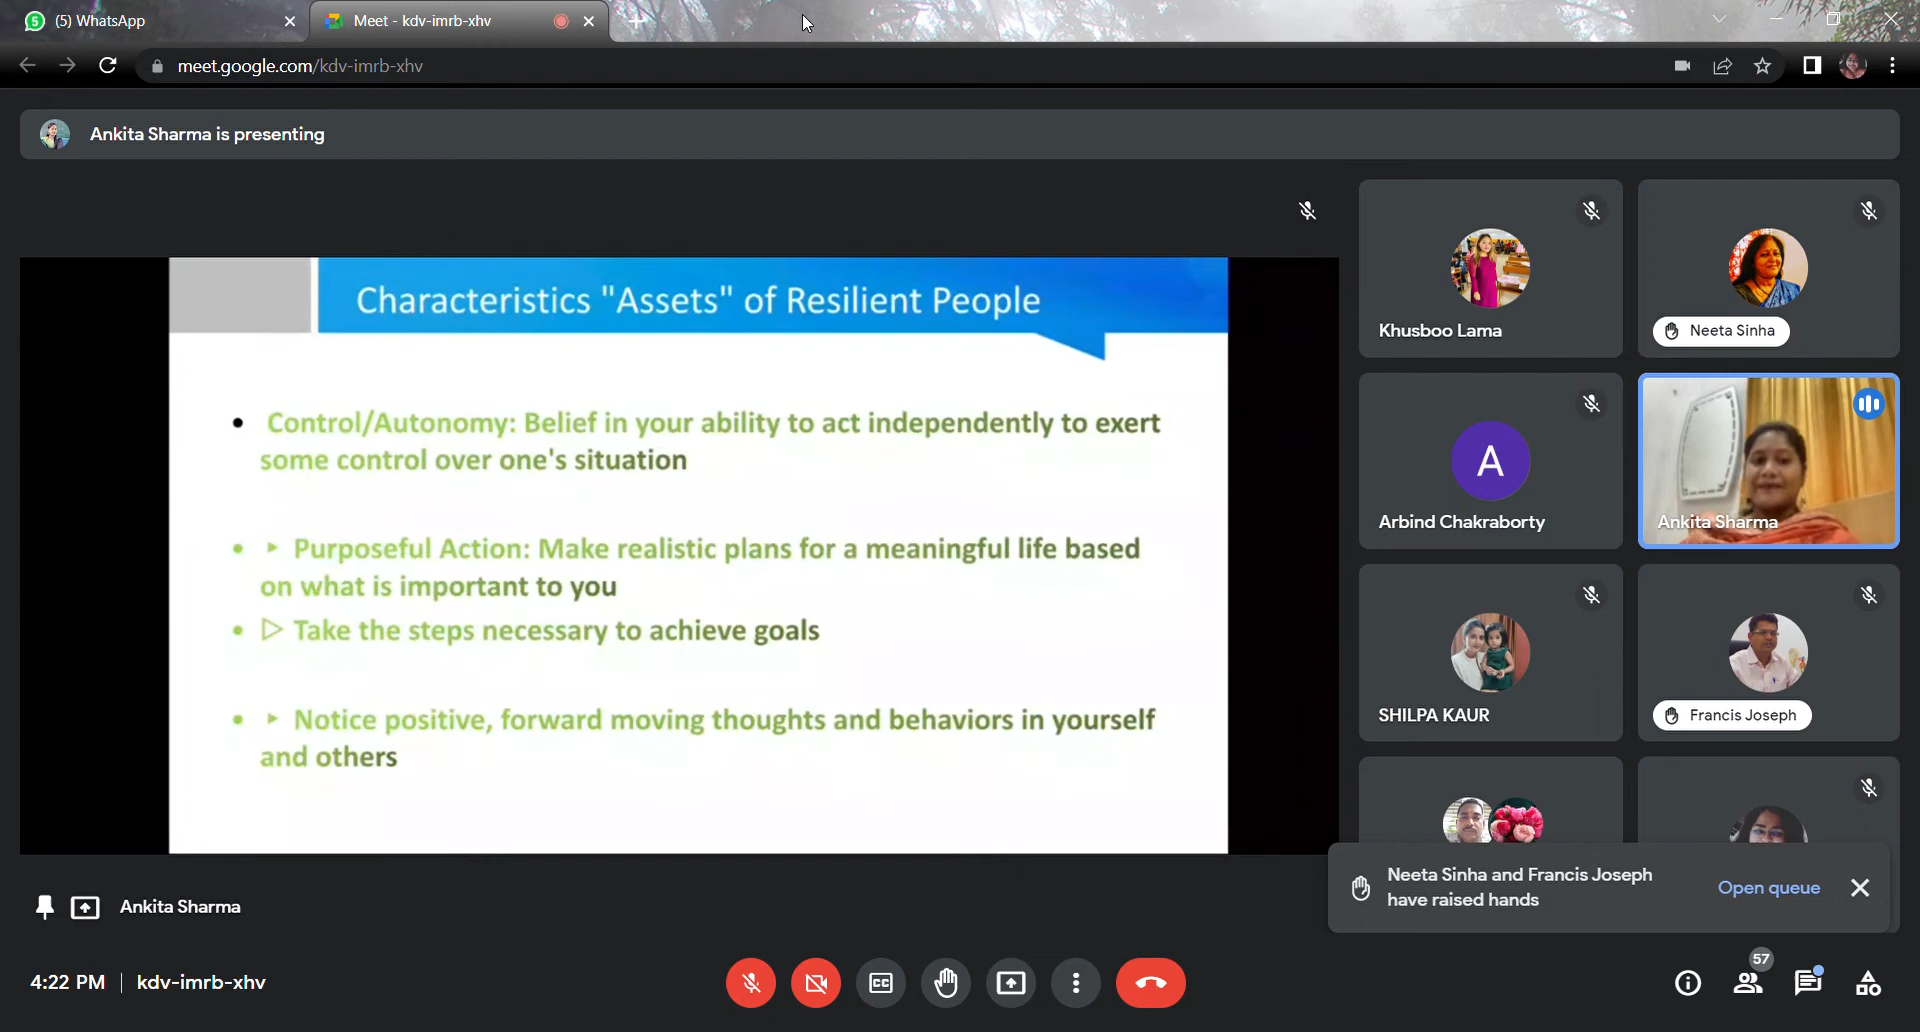 (5) WhatsApp
Meet - kdv-imrb-xhv
meet.google.com/kdv-imrb-xhv
Ankita Sharma is presenting
Characteristics "Assets" of Resilient People
• Control/Autonomy: Belief in your ability to act independently to exert
some control over one's situation
• ▸ Purposeful Action: Make realistic plans for a meaningful life based
on what is important to you
• ▷ Take the steps necessary to achieve goals
• ▸ Notice positive, forward moving thoughts and behaviors in yourself
and others
Khusboo Lama
Neeta Sinha
A
Arbind Chakraborty
Ankita Sharma
SHILPA KAUR
Francis Joseph
Neeta Sinha and Francis Joseph
have raised hands
Open queue
Ankita Sharma
4:22 PM | kdv-imrb-xhv
CC
57